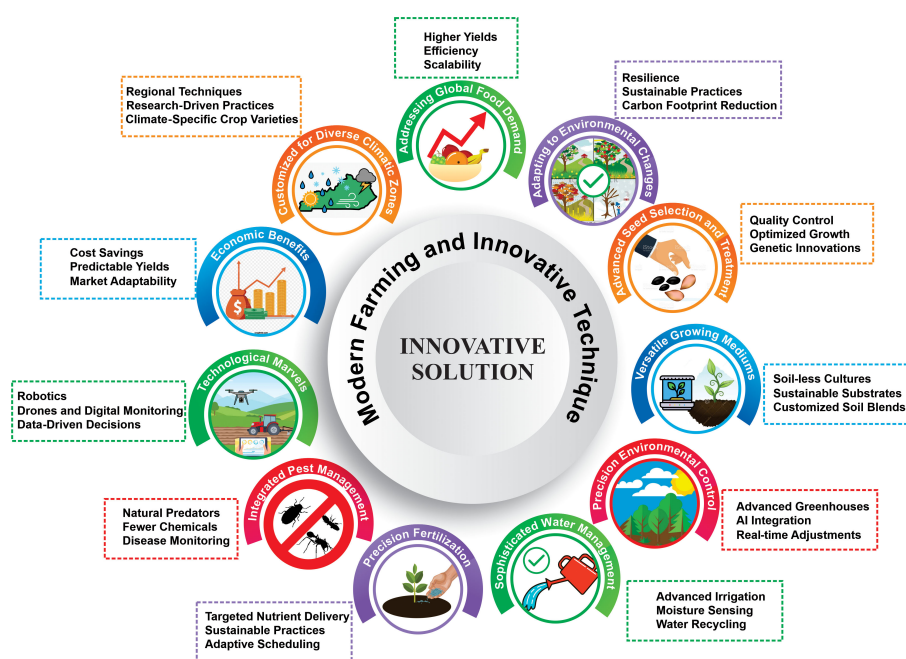 Higher Yields
Efficiency
Scalability
Addressing Global Food Demand
Resilience
Sustainable Practices
Carbon Footprint Reduction
Adapting to Environmental Changes
Quality Control
Optimized Growth
Genetic Innovations
Advanced Seed Selection and Treatment
Soil-less Cultures
Sustainable Substrates
Customized Soil Blends
Versatile Growing Mediums
Advanced Greenhouses
AI Integration
Real-time Adjustments
Precision Environmental Control
Advanced Irrigation
Moisture Sensing
Water Recycling
Sophisticated Water Management
Targeted Nutrient Delivery
Sustainable Practices
Adaptive Scheduling
Precision Fertilization
Natural Predators
Fewer Chemicals
Disease Monitoring
Integrated Pest Management
Robotics
Drones and Digital Monitoring
Data-Driven Decisions
Technological Marvels
Cost Savings
Predictable Yields
Market Adaptability
Economic Benefits
$
Regional Techniques
Research-Driven Practices
Climate-Specific Crop Varieties
Customized for Diverse Climatic Zones
Modern Farming and Innovative Technique
INNOVATIVE
SOLUTION